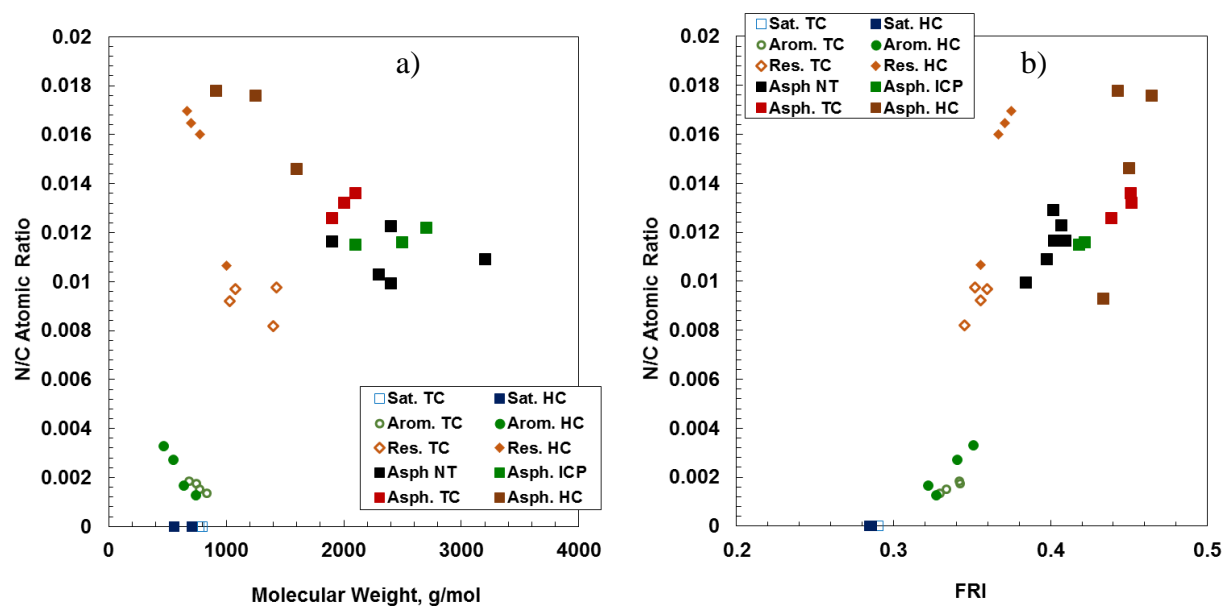 a)
N/C Atomic Ratio
0.02
0.018
0.016
0.014
0.012
0.01
0.008
0.006
0.004
0.002
0
Sat. TC Sat. HC
Arom. TC Arom. HC
Res. TC Res. HC
Asph NT Asph. ICP
Asph. TC Asph. HC
0 1000 2000 3000 4000
Molecular Weight, g/mol
b)
Sat. TC Sat. HC
Arom. TC Arom. HC
Res. TC Res. HC
Asph NT Asph. ICP
Asph. TC Asph. HC
N/C Atomic Ratio
0.02
0.018
0.016
0.014
0.012
0.01
0.008
0.006
0.004
0.002
0
0.2 0.3 0.4 0.5
FRI